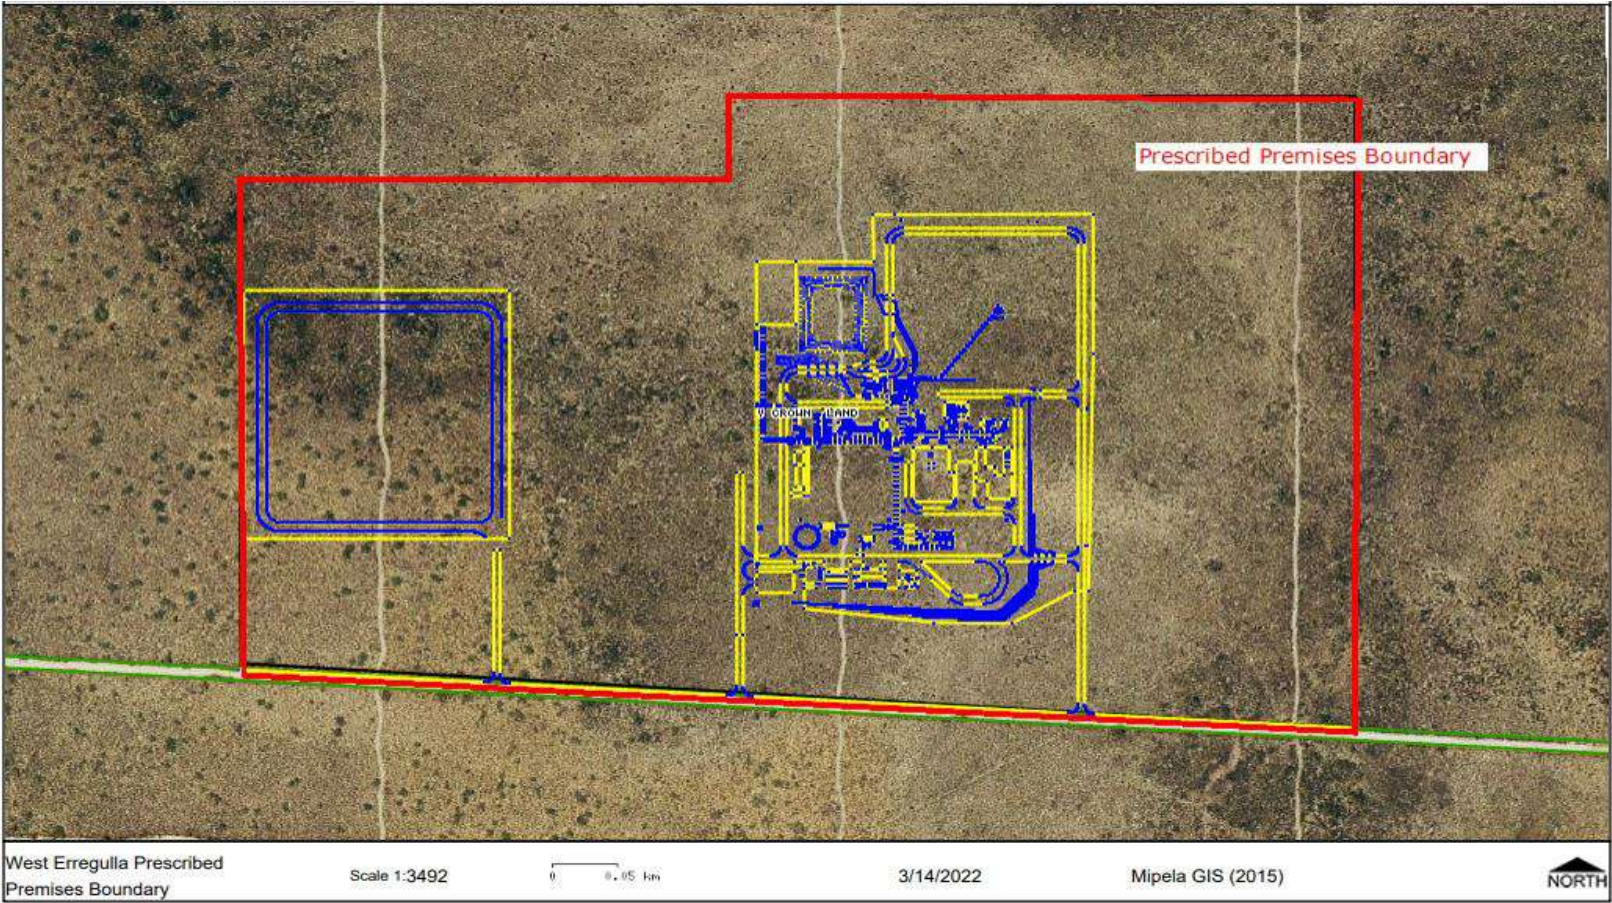 Prescribed Premises Boundary
V CROWN LAND
West Erregulla Prescribed
Premises Boundary
Scale 1:3492
0 0.05 km
3/14/2022
Mipela GIS (2015)
NORTH